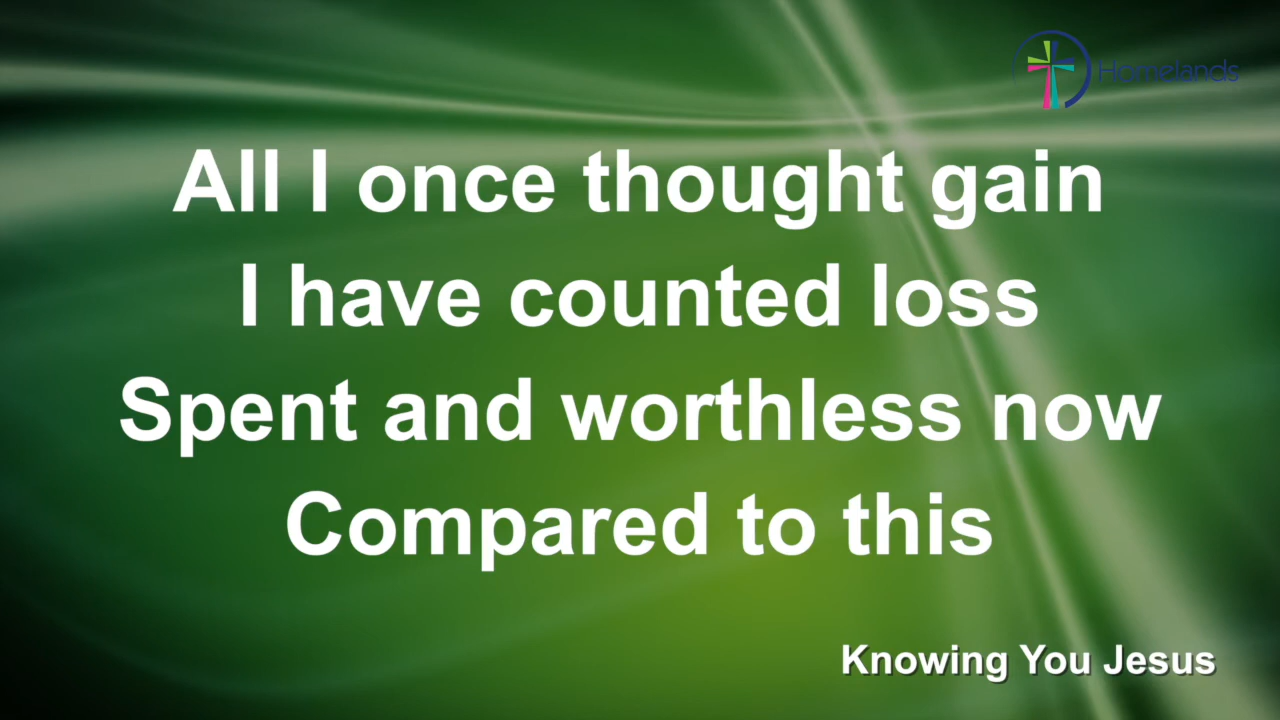 Homelands
All I once thought gain
I have counted loss
Spent and worthless now
Compared to this
Knowing You Jesus